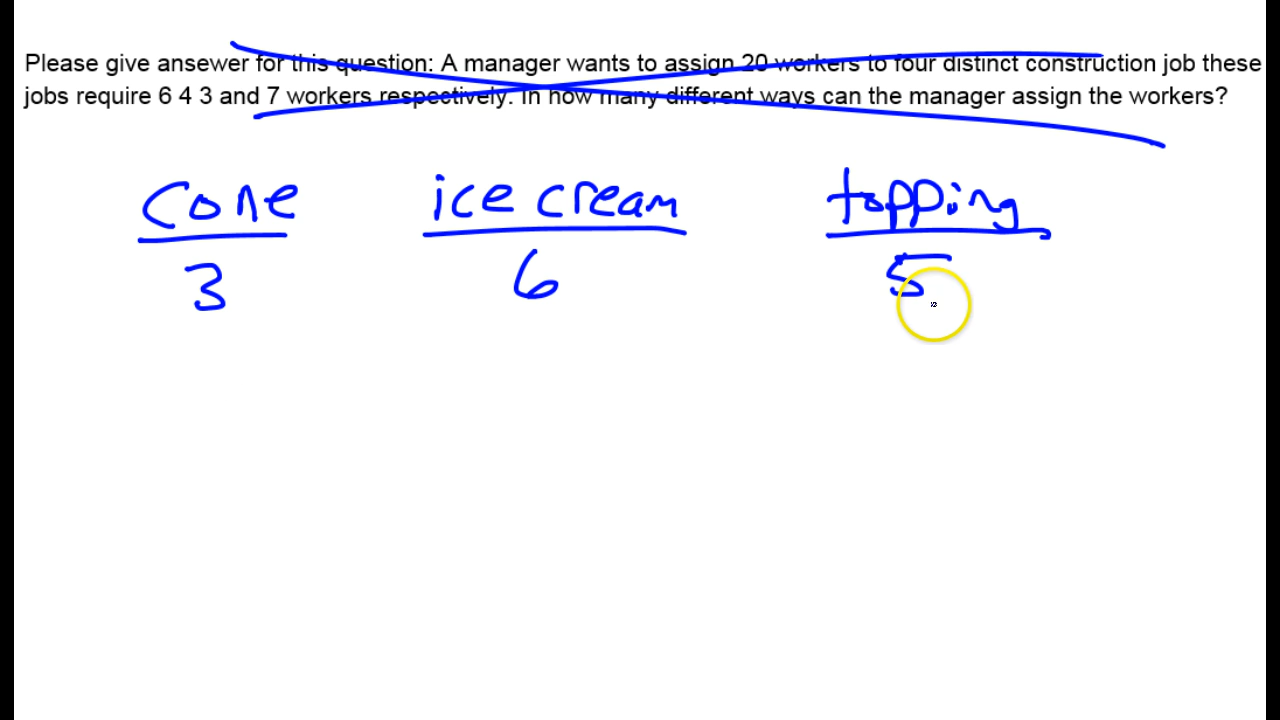 Please give ansewer for this question: A manager wants to assign 20 workers to four distinct construction job these
jobs require 6 4 3 and 7 workers respectively. In how many different ways can the manager assign the workers?
cone ice cream topping
3 6 5